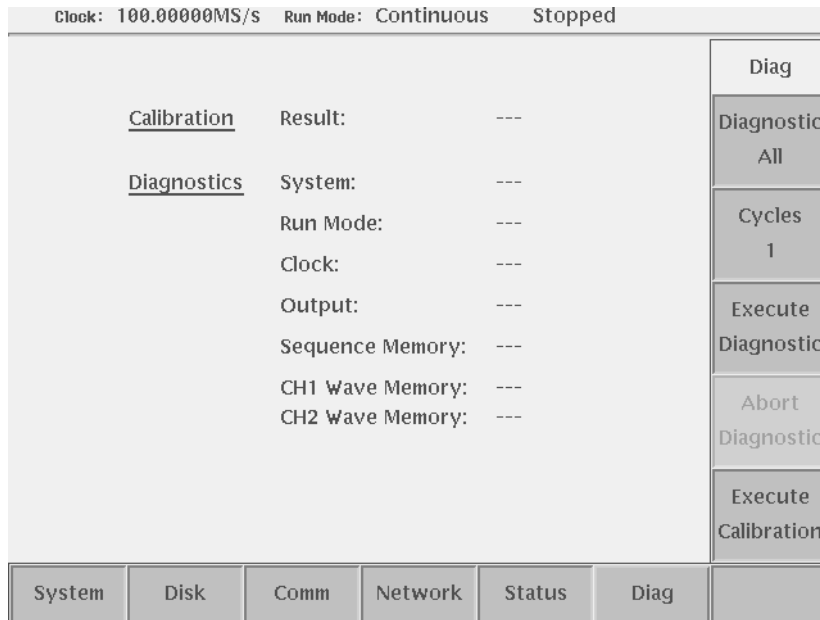 Clock: 100.00000MS/s Run Mode: Continuous Stopped
Diag
Calibration Result: ---
Diagnostic
All
Diagnostics System: ---
Run Mode: ---
Cycles
1
Clock: ---
Output: ---
Execute
Diagnostic
Sequence Memory: ---
CH1 Wave Memory: ---
CH2 Wave Memory: ---
Abort
Diagnostic
Execute
Calibration
System Disk Comm Network Status Diag